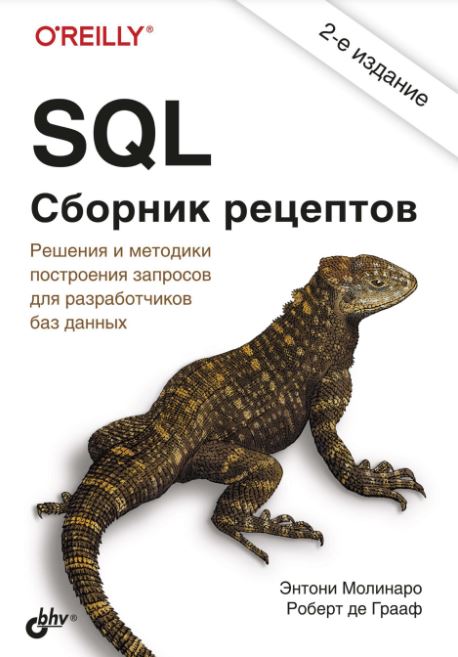 O'REILLY®
2-е издание
SQL
Сборник рецептов
Решения и методики
построения запросов
для разработчиков
баз данных
Энтони Молинаро
Роберт де Грааф
bhv®